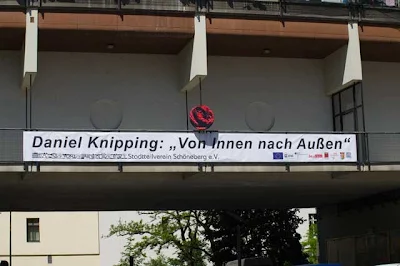 Daniel Knipping: „Von Innen nach Außen“
Stadtteilverein Schöneberg e.V.